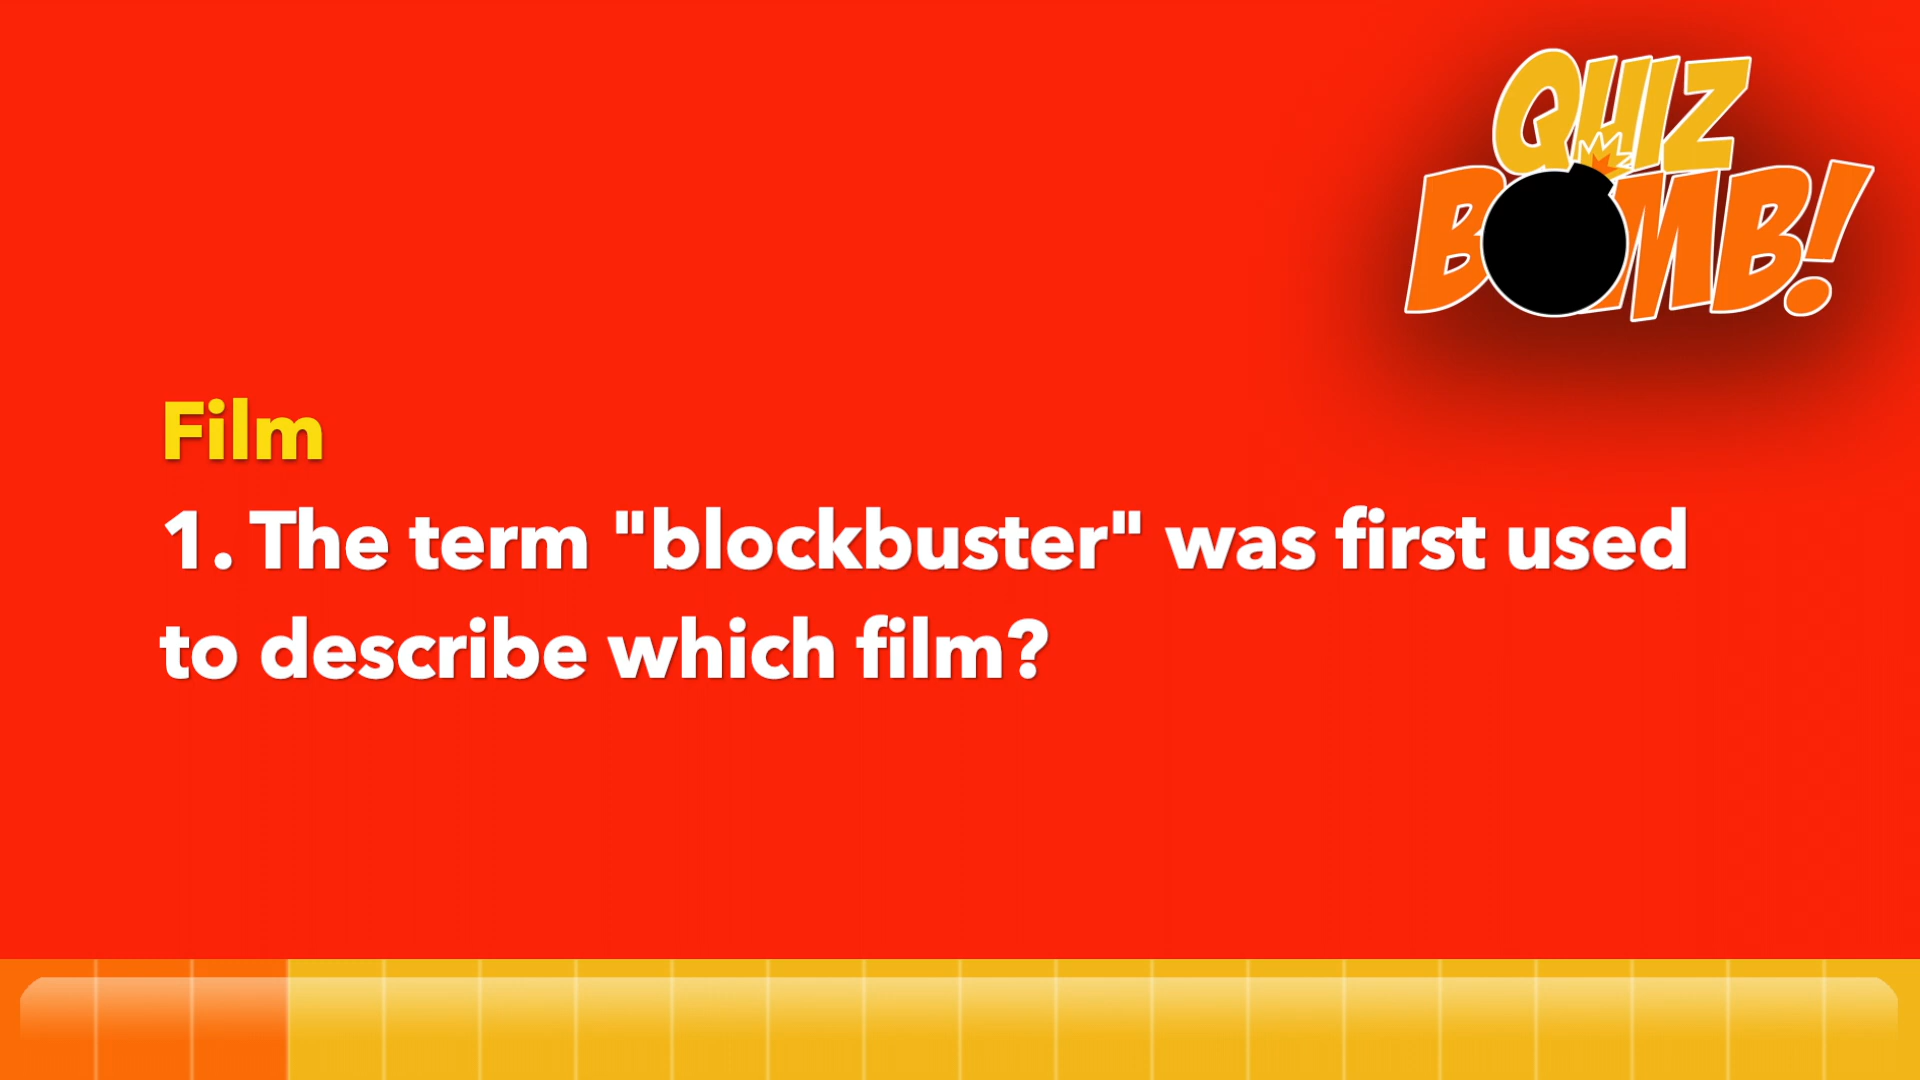 QUIZ
BOMB!
Film
1. The term "blockbuster" was first used
to describe which film?